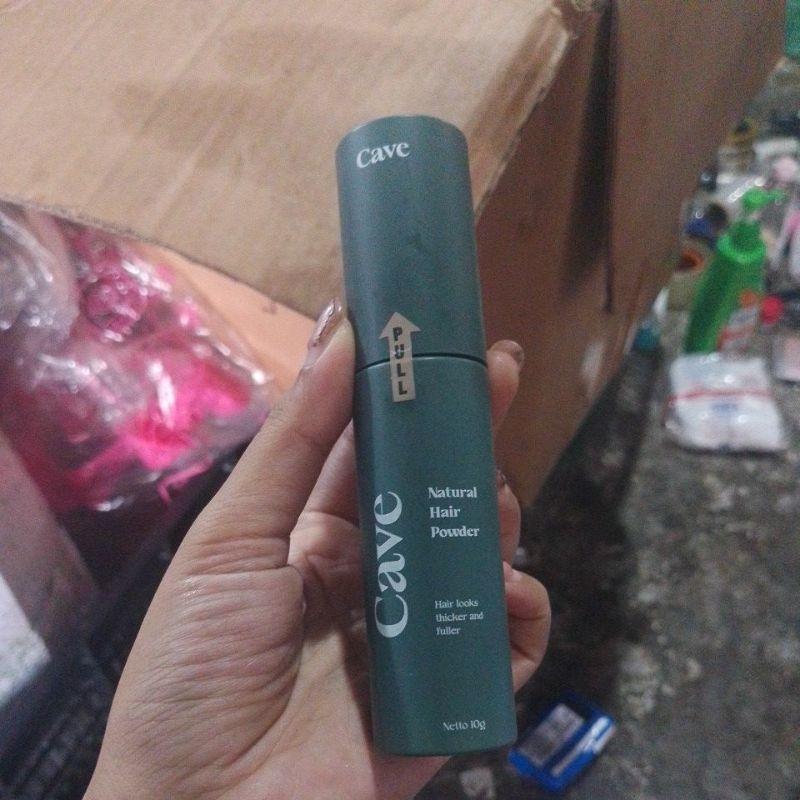 Cave
PULL
Cave
Natural
Hair
Powder
Hair looks
thicker and
fuller
Netto 10g